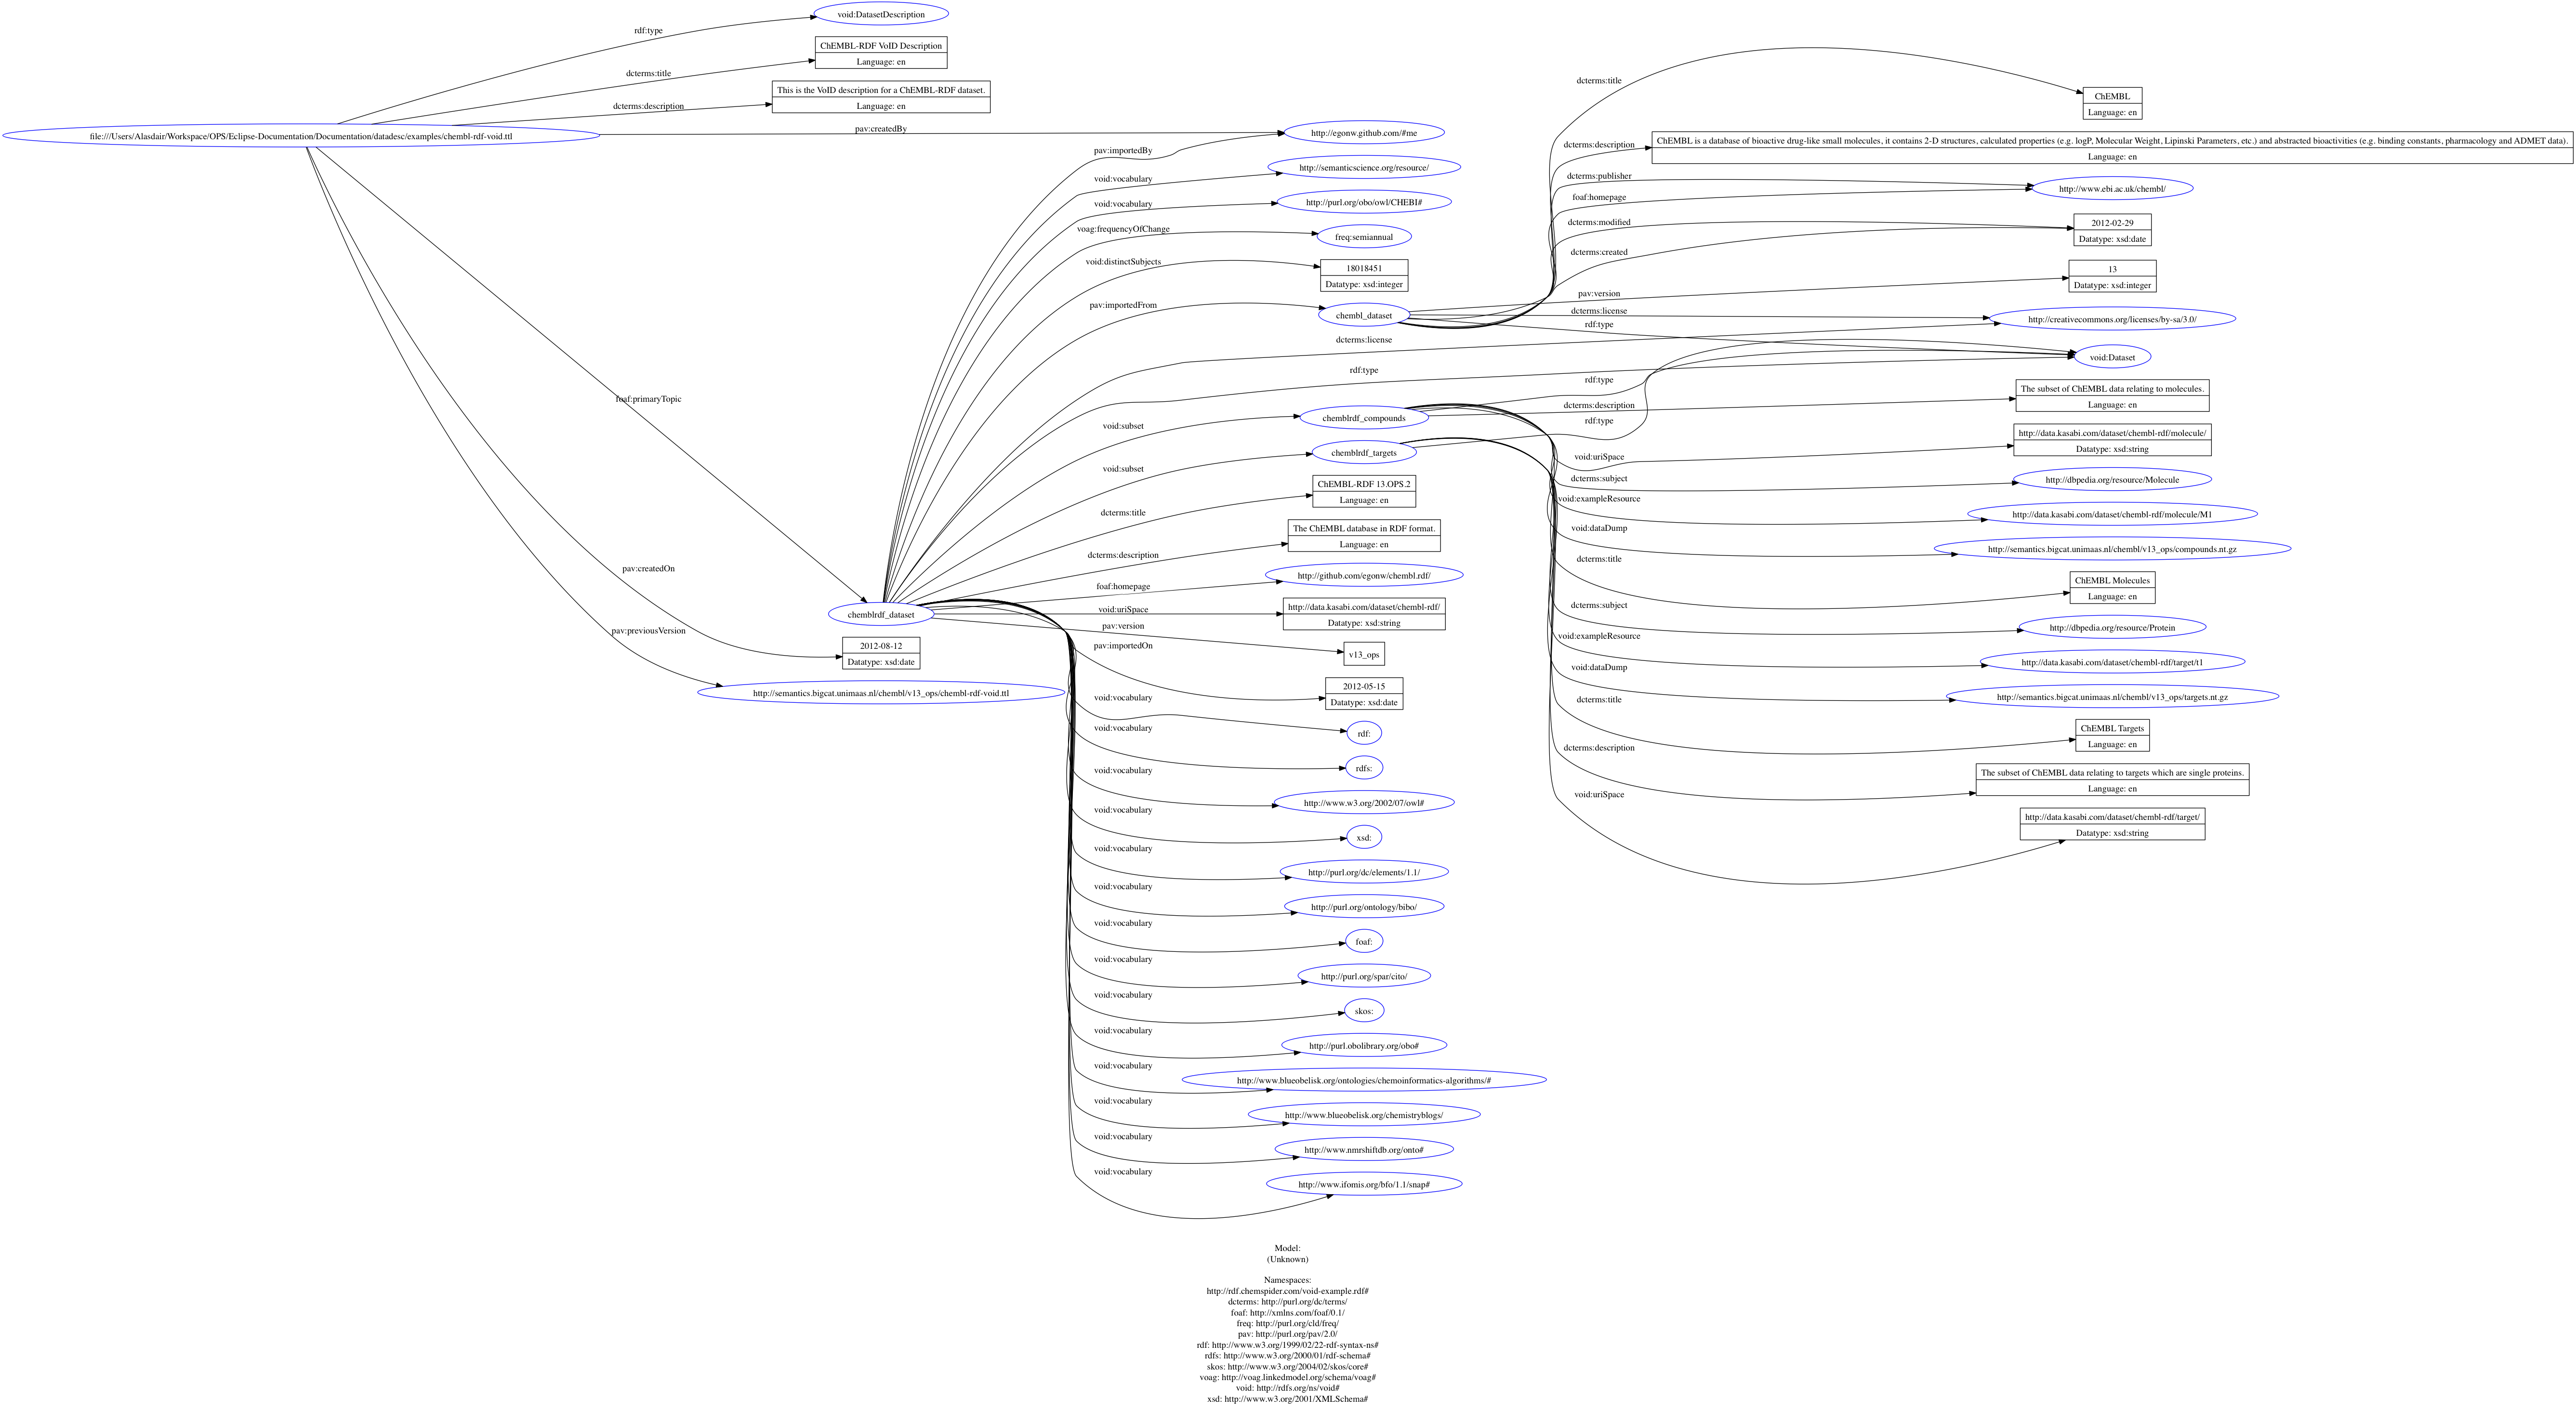 void:DatasetDescription
rdf:type
ChEMBL-RDF VoID Description
Language: en
dcterms:title
This is the VoID description for a ChEMBL-RDF dataset.
Language: en
dcterms:description
file:///Users/Alasdair/Workspace/OPS/Eclipse-Documentation/Documentation/datadesc/examples/chembl-rdf-void.ttl
pav:createdBy
foaf:primaryTopic
pav:createdOn
pav:previousVersion
chemblrdf_dataset
2012-08-12
Datatype: xsd:date
http://semantics.bigcat.unimaas.nl/chembl/v13_ops/chembl-rdf-void.ttl
pav:importedBy
http://egonw.github.com/#me
void:vocabulary
http://semanticscience.org/resource/
void:vocabulary
http://purl.org/obo/owl/CHEBI#
voag:frequencyOfChange
freq:semiannual
void:distinctSubjects
18018451
Datatype: xsd:integer
pav:importedFrom
chembl_dataset
dcterms:license
rdf:type
void:subset
chemblrdf_compounds
void:subset
chemblrdf_targets
dcterms:title
ChEMBL-RDF 13.OPS.2
Language: en
dcterms:description
The ChEMBL database in RDF format.
Language: en
foaf:homepage
http://github.com/egonw/chembl.rdf/
void:uriSpace
http://data.kasabi.com/dataset/chembl-rdf/
Datatype: xsd:string
pav:version
v13_ops
pav:importedOn
2012-05-15
Datatype: xsd:date
void:vocabulary
rdf:
void:vocabulary
rdfs:
void:vocabulary
http://www.w3.org/2002/07/owl#
void:vocabulary
xsd:
void:vocabulary
http://purl.org/dc/elements/1.1/
void:vocabulary
http://purl.org/ontology/bibo/
void:vocabulary
foaf:
void:vocabulary
http://purl.org/spar/cito/
void:vocabulary
skos:
void:vocabulary
http://purl.obolibrary.org/obo#
void:vocabulary
http://www.blueobelisk.org/ontologies/chemoinformatics-algorithms/#
void:vocabulary
http://www.blueobelisk.org/chemistryblogs/
void:vocabulary
http://www.nmrshiftdb.org/onto#
void:vocabulary
http://www.ifomis.org/bfo/1.1/snap#
dcterms:title
ChEMBL
Language: en
dcterms:description
ChEMBL is a database of bioactive drug-like small molecules, it contains 2-D structures, calculated properties (e.g. logP, Molecular Weight, Lipinski Parameters, etc.) and abstracted bioactivities (e.g. binding constants, pharmacology and ADMET data).
Language: en
dcterms:publisher
http://www.ebi.ac.uk/chembl/
foaf:homepage
dcterms:modified
2012-02-29
Datatype: xsd:date
dcterms:created
pav:version
13
Datatype: xsd:integer
dcterms:license
http://creativecommons.org/licenses/by-sa/3.0/
rdf:type
void:Dataset
rdf:type
dcterms:description
The subset of ChEMBL data relating to molecules.
Language: en
rdf:type
void:uriSpace
http://data.kasabi.com/dataset/chembl-rdf/molecule/
Datatype: xsd:string
dcterms:subject
http://dbpedia.org/resource/Molecule
void:exampleResource
http://data.kasabi.com/dataset/chembl-rdf/molecule/M1
void:dataDump
http://semantics.bigcat.unimaas.nl/chembl/v13_ops/compounds.nt.gz
dcterms:title
ChEMBL Molecules
Language: en
dcterms:subject
http://dbpedia.org/resource/Protein
void:exampleResource
http://data.kasabi.com/dataset/chembl-rdf/target/t1
void:dataDump
http://semantics.bigcat.unimaas.nl/chembl/v13_ops/targets.nt.gz
dcterms:title
ChEMBL Targets
Language: en
dcterms:description
The subset of ChEMBL data relating to targets which are single proteins.
Language: en
void:uriSpace
http://data.kasabi.com/dataset/chembl-rdf/target/
Datatype: xsd:string
Model:
(Unknown)
Namespaces:
http://rdf.chemspider.com/void-example.rdf#
dcterms: http://purl.org/dc/terms/
foaf: http://xmlns.com/foaf/0.1/
freq: http://purl.org/cld/freq/
pav: http://purl.org/pav/2.0/
rdf: http://www.w3.org/1999/02/22-rdf-syntax-ns#
rdfs: http://www.w3.org/2000/01/rdf-schema#
skos: http://www.w3.org/2004/02/skos/core#
voag: http://voag.linkedmodel.org/schema/voag#
void: http://rdfs.org/ns/void#
xsd: http://www.w3.org/2001/XMLSchema#